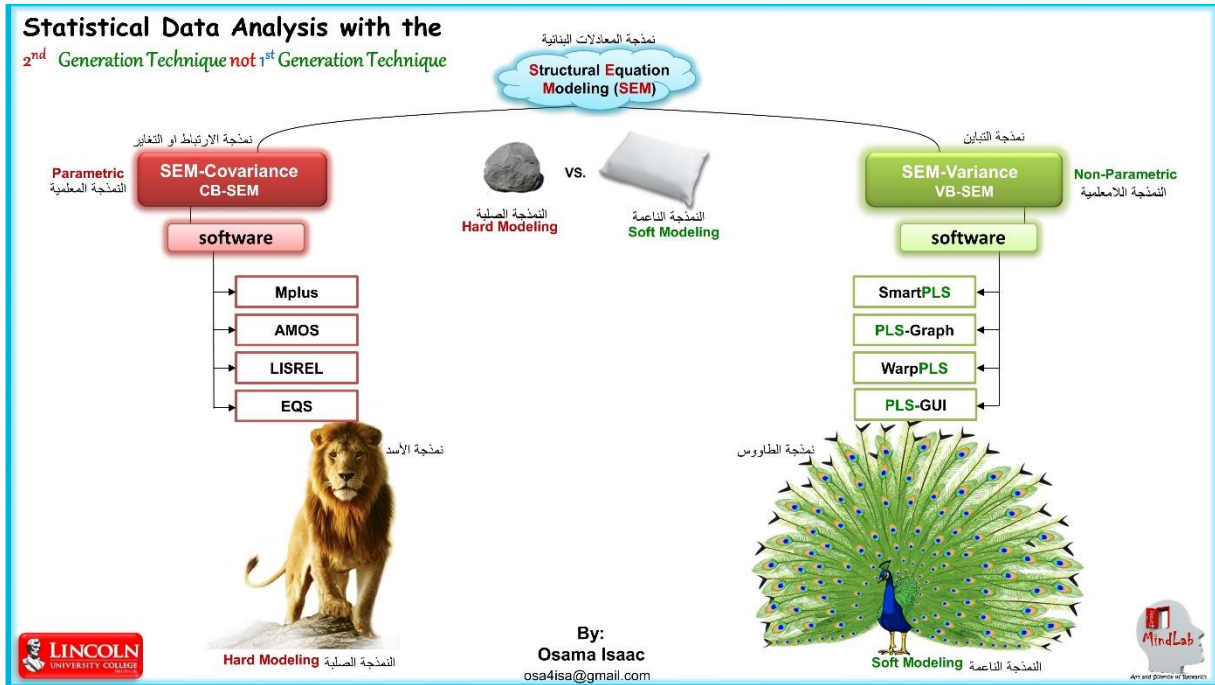 Statistical Data Analysis with the
2nd Generation Technique not 1st Generation Technique
نمذجة المعادلات البنائية
Structural Equation
Modeling (SEM)
نمذجة الارتباط او التغاير
Parametric
النمذجة المعلمية
SEM-Covariance
CB-SEM
software
Mplus
AMOS
LISREL
EQS
نمذجة الأسد
Hard Modeling النمذجة الصلبة
VS.
النمذجة الصلبة
Hard Modeling
النمذجة الناعمة
Soft Modeling
نمذجة التباين
SEM-Variance
VB-SEM
Non-Parametric
النمذجة اللامعلمية
software
SmartPLS
PLS-Graph
WarpPLS
PLS-GUI
نمذجة الطاووس
Soft Modeling النمذجة الناعمة
By:
Osama Isaac
osa4isa@gmail.com
LINCOLN
UNIVERSITY COLLEGE
MindLab
Art and Science of Research